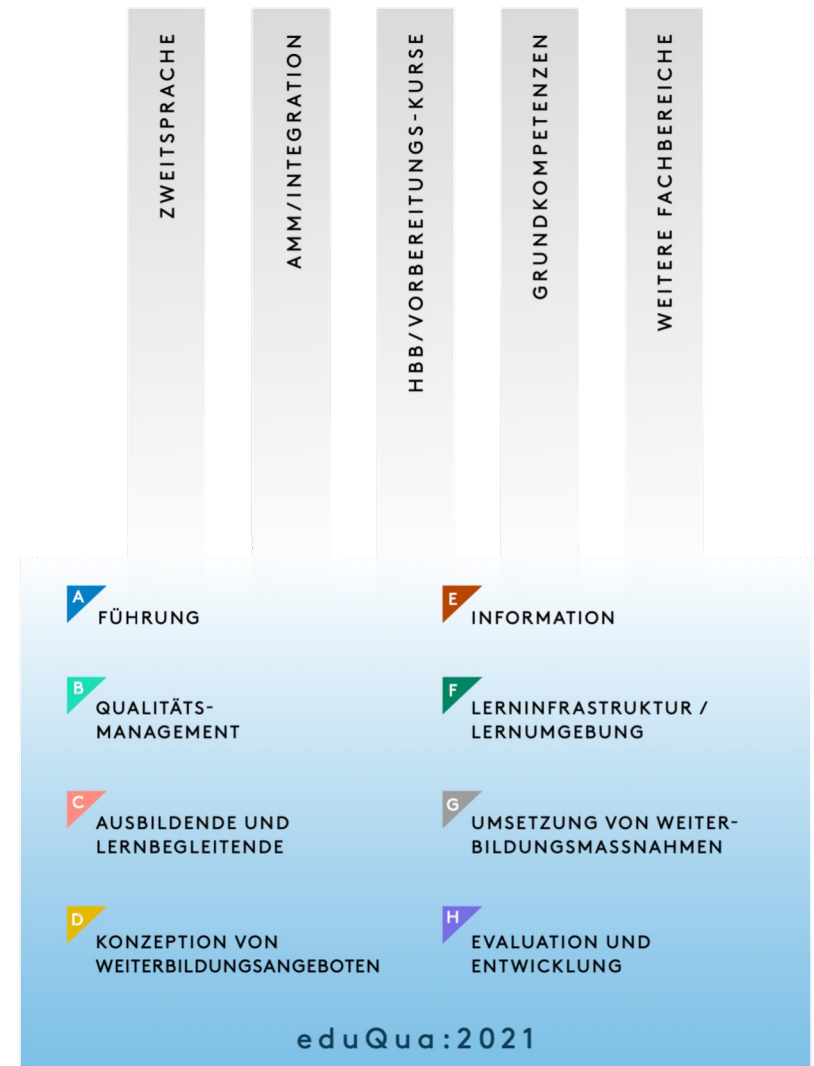 ZWEITSPRACHE
AMM/INTEGRATION
HBB/VORBEREITUNGS-KURSE
GRUNDKOMPETENZEN
WEITERE FACHBEREICHE
A
FÜHRUNG
B
QUALITÄTS-
MANAGEMENT
C
AUSBILDENDE UND
LERNBEGLEITENDE
D
KONZEPTION VON
WEITERBILDUNGSANGEBOTEN
E
INFORMATION
F
LERNINFRASTRUKTUR /
LERNUMGEBUNG
G
UMSETZUNG VON WEITER-
BILDUNGSMASSNAHMEN
H
EVALUATION UND
ENTWICKLUNG
eduQua:2021